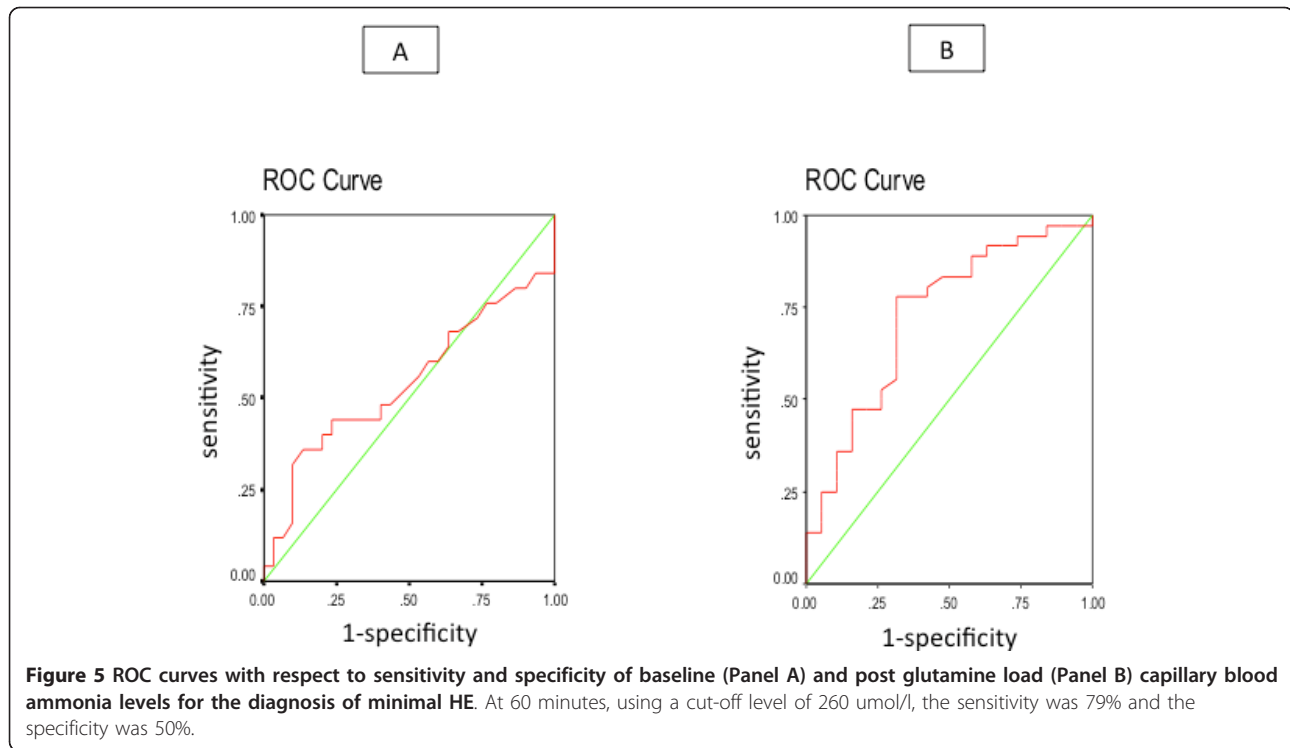 A
B
ROC Curve
1.00
.75
.50
.25
0.00
sensitivity
0.00 .25 .50 .75 1.00
1-specificity
ROC Curve
1.00
.75
.50
.25
0.00
sensitivity
0.00 .25 .50 .75 1.00
1-specificity
Figure 5 ROC curves with respect to sensitivity and specificity of baseline (Panel A) and post glutamine load (Panel B) capillary blood
ammonia levels for the diagnosis of minimal HE. At 60 minutes, using a cut-off level of 260 umol/l, the sensitivity was 79% and the
specificity was 50%.